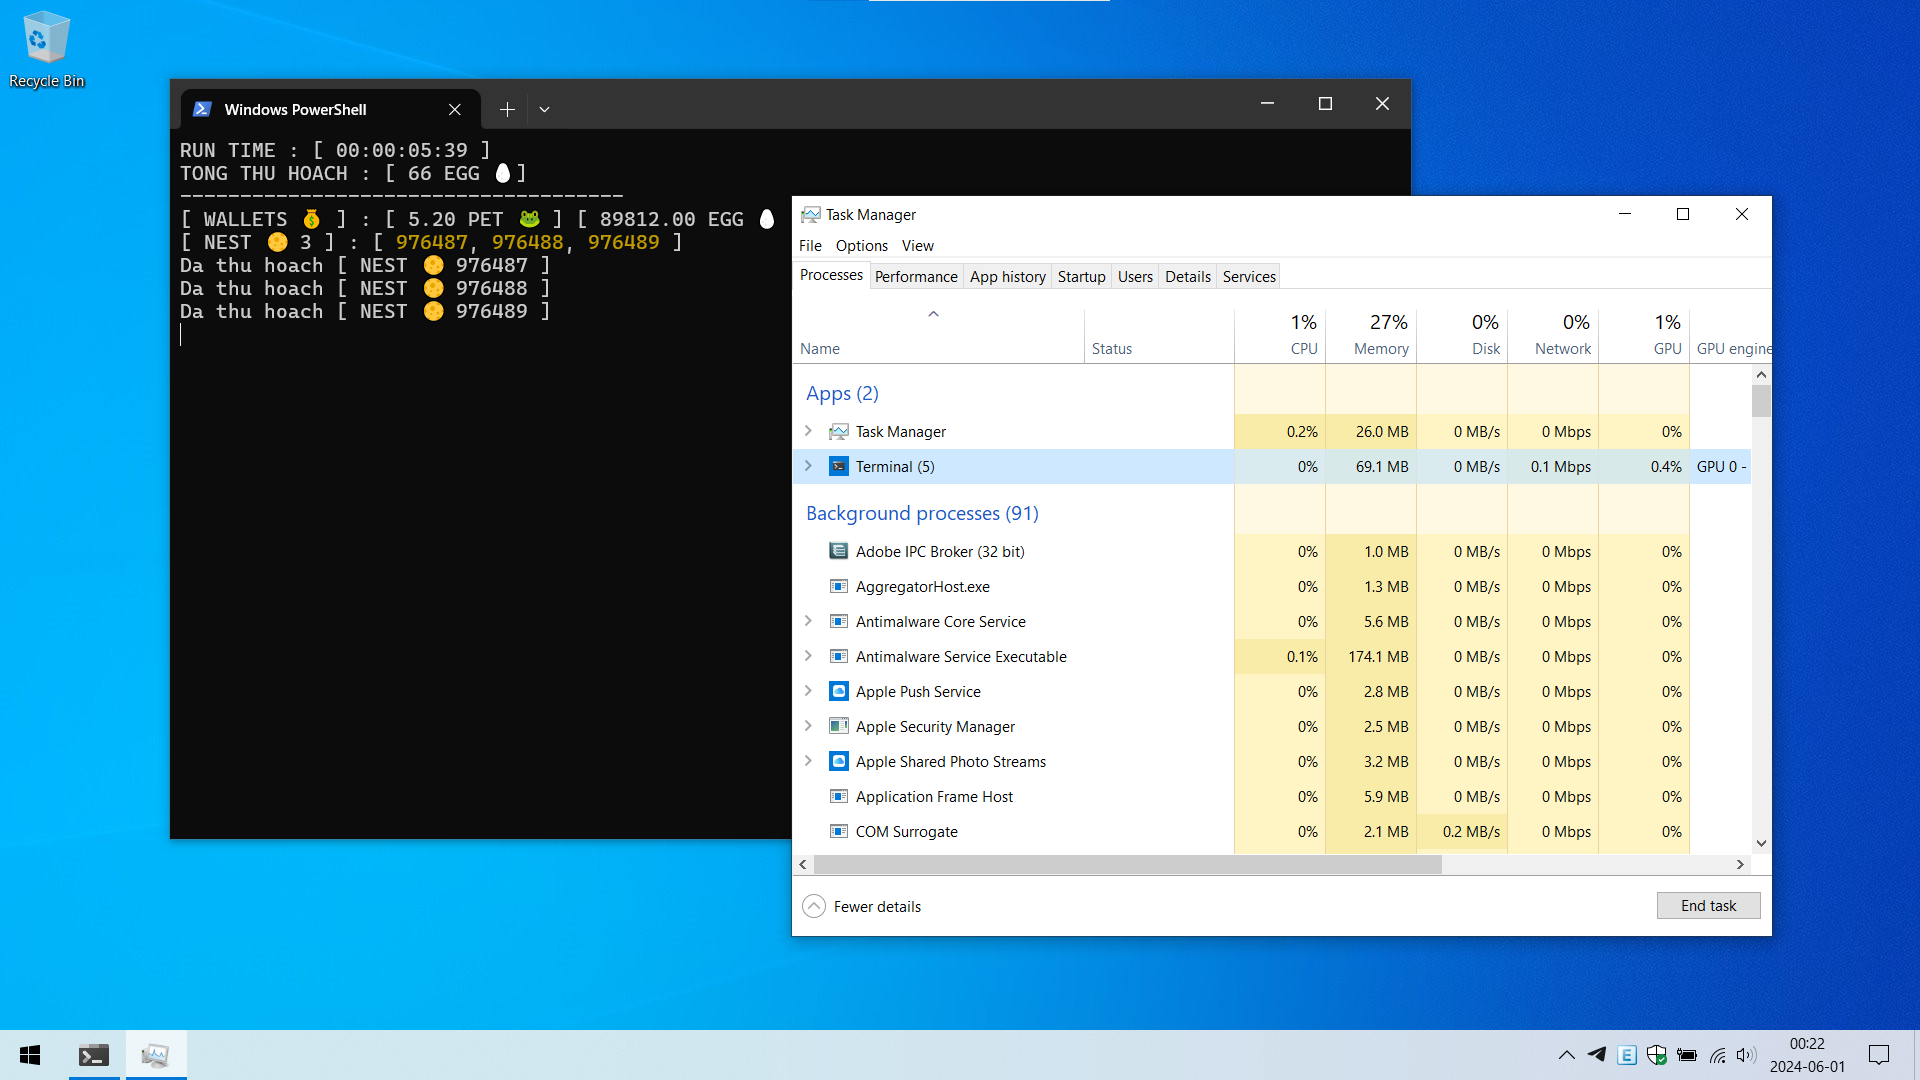 Recycle Bin
Windows PowerShell
RUN TIME : [ 00:00:05:39 ]
TONG THU HOACH : [ 66 EGG 🥚 ]
-------------------------------------
[ WALLETS 💰 ] : [ 5.20 PET 🐸 ] [ 89812.00 EGG 🥚
[ NEST 🟡 3 ] : [ 976487, 976488, 976489 ]
Da thu hoach [ NEST 🟡 976487 ]
Da thu hoach [ NEST 🟡 976488 ]
Da thu hoach [ NEST 🟡 976489 ]
Task Manager
File Options View
Processes Performance App history Startup Users Details Services
1% 27% 0% 0% 1%
Name Status CPU Memory Disk Network GPU GPU engine
Apps (2)
Task Manager 0.2% 26.0 MB 0 MB/s 0 Mbps 0%
Terminal (5) 0% 69.1 MB 0 MB/s 0.1 Mbps 0.4% GPU 0 -
Background processes (91)
Adobe IPC Broker (32 bit) 0% 1.0 MB 0 MB/s 0 Mbps 0%
AggregatorHost.exe 0% 1.3 MB 0 MB/s 0 Mbps 0%
Antimalware Core Service 0% 5.6 MB 0 MB/s 0 Mbps 0%
Antimalware Service Executable 0.1% 174.1 MB 0 MB/s 0 Mbps 0%
Apple Push Service 0% 2.8 MB 0 MB/s 0 Mbps 0%
Apple Security Manager 0% 2.5 MB 0 MB/s 0 Mbps 0%
Apple Shared Photo Streams 0% 3.2 MB 0 MB/s 0 Mbps 0%
Application Frame Host 0% 5.9 MB 0 MB/s 0 Mbps 0%
COM Surrogate 0% 2.1 MB 0.2 MB/s 0 Mbps 0%
Fewer details
End task
00:22
2024-06-01